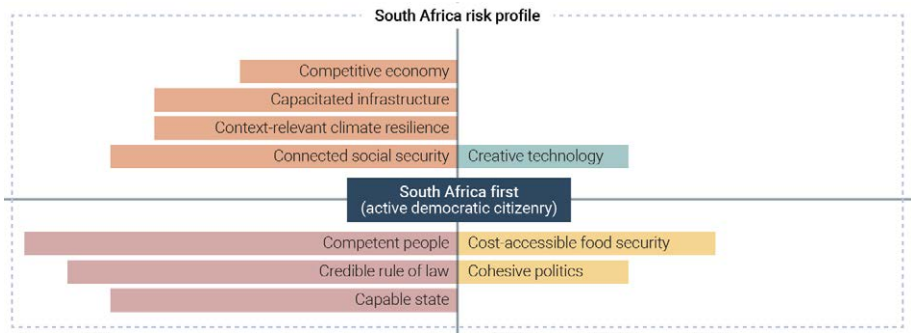 South Africa risk profile
Competitive economy
Capacitated infrastructure
Context-relevant climate resilience
Connected social security
Creative technology
South Africa first
(active democratic citizenry)
Competent people
Cost-accessible food security
Credible rule of law
Cohesive politics
Capable state